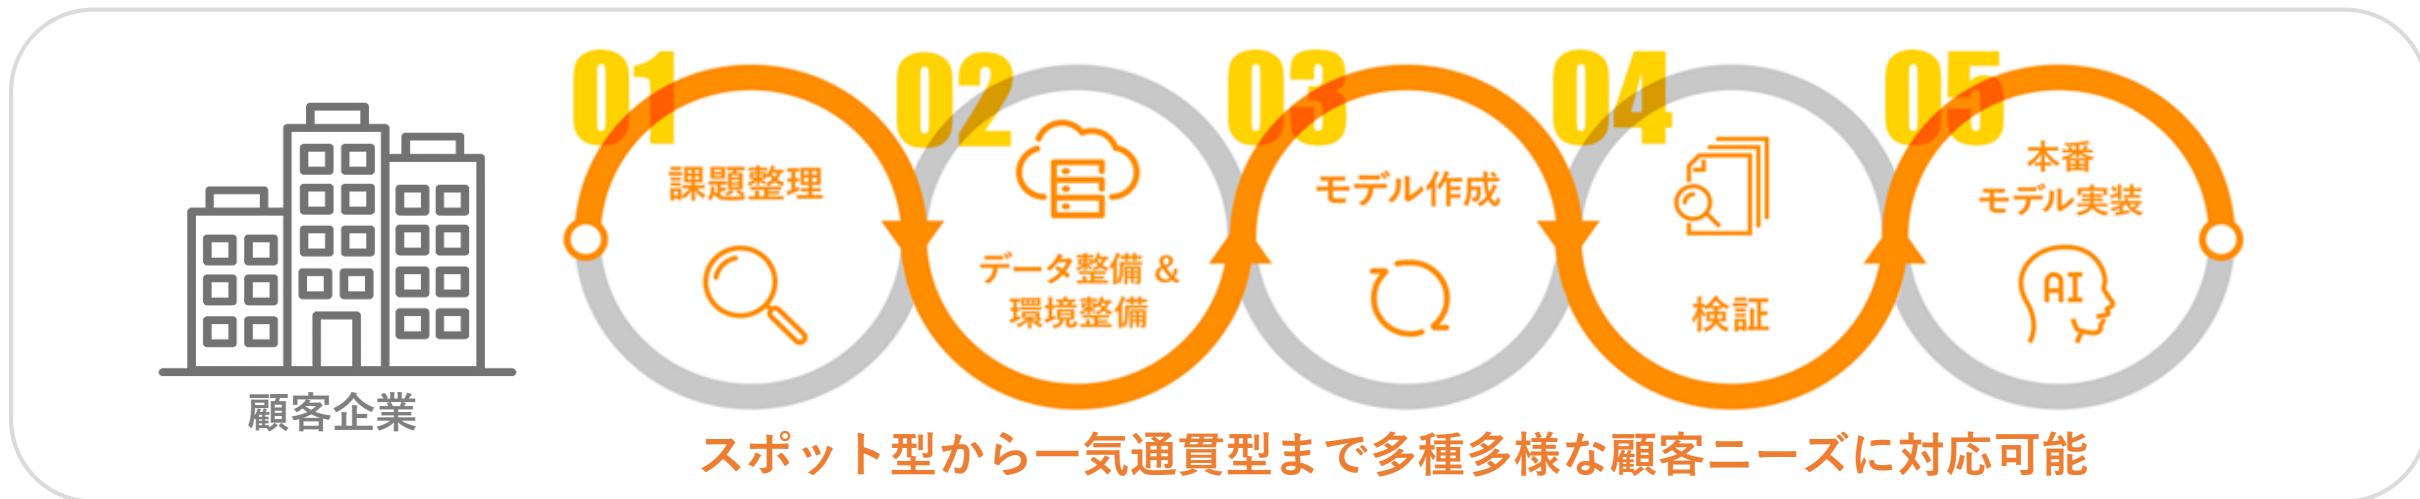 01
課題整理
02
データ整備 &
環境整備
03
モデル作成
04
検証
05
本番
モデル実装
AI
顧客企業
スポット型から一気通貫型まで多種多様な顧客ニーズに対応可能